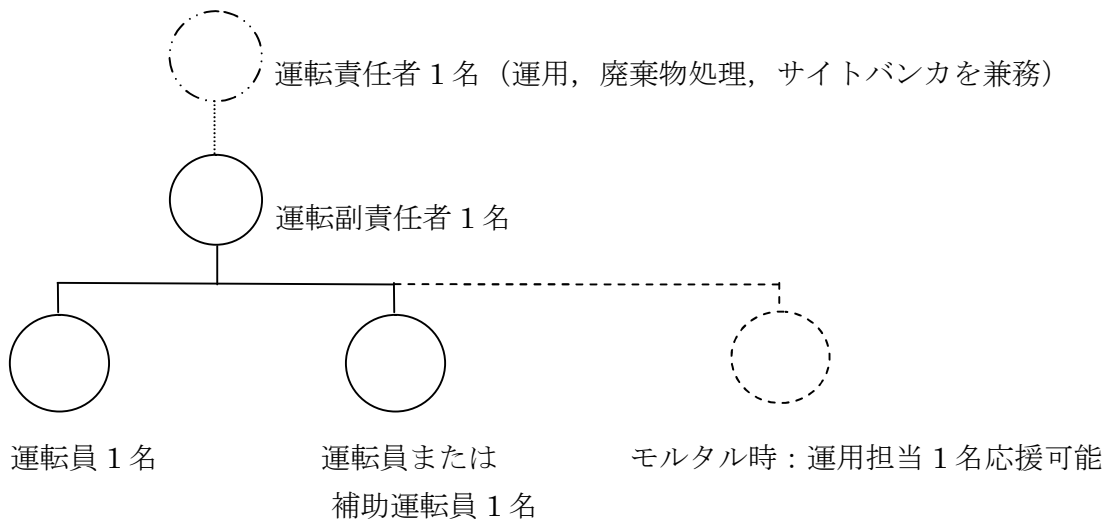 運転責任者 1 名（運用，廃棄物処理，サイトバンカを兼務）
運転副責任者 1 名
運転員 1 名
運転員または
補助運転員 1 名
モルタル時：運用担当 1 名応援可能